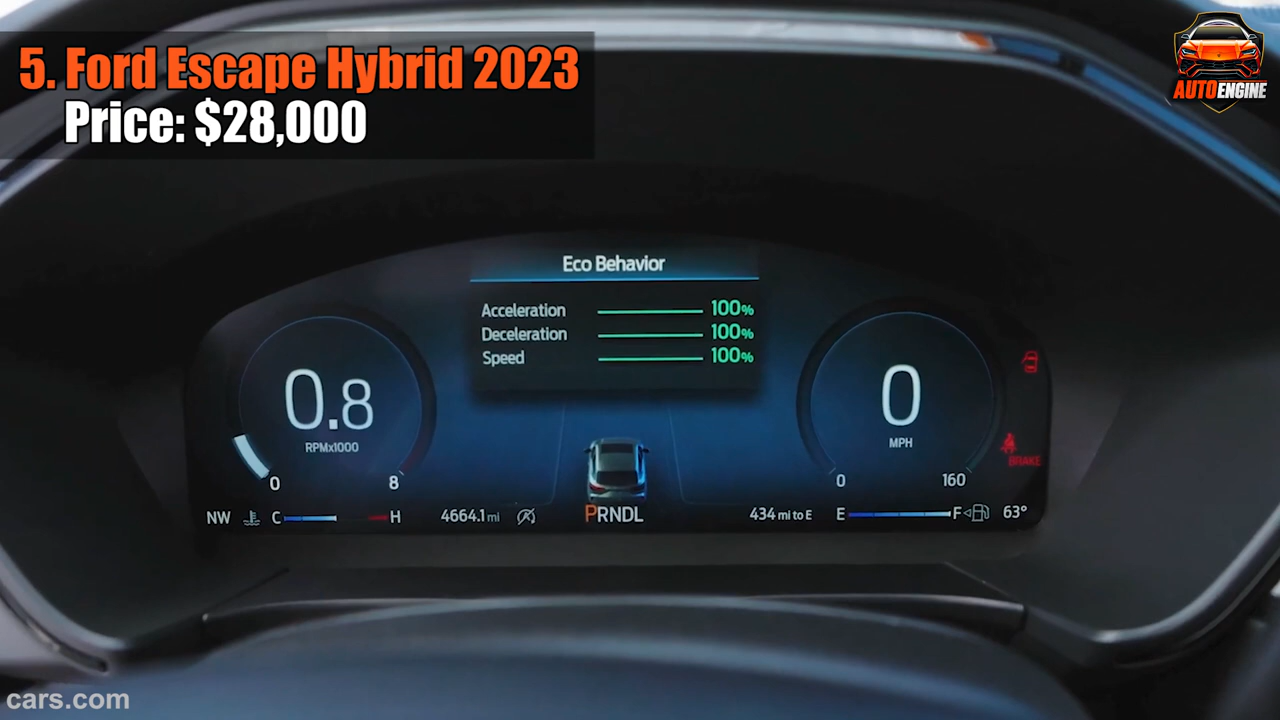 5. Ford Escape Hybrid 2023
Price: $28,000
AUTOENGINE
Eco Behavior
Acceleration 100%
Deceleration 100%
Speed 100%
0.8
RPMx1000
0 8
0
MPH
0 160
BRAKE
NW C H 4664.1 mi PRNDL 434 mi to E E F 63°
cars.com